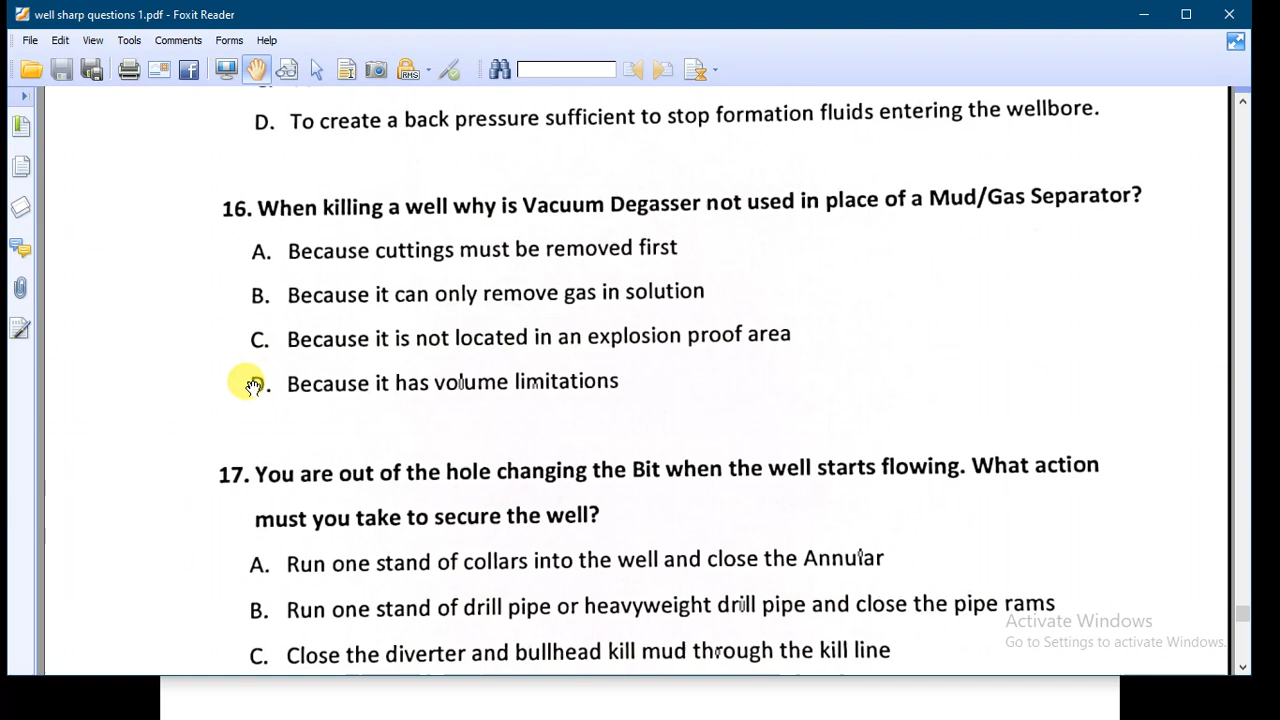 well sharp questions 1.pdf - Foxit Reader
File Edit View Tools Comments Forms Help
D. To create a back pressure sufficient to stop formation fluids entering the wellbore.
16. When killing a well why is Vacuum Degasser not used in place of a Mud/Gas Separator?
A. Because cuttings must be removed first
B. Because it can only remove gas in solution
C. Because it is not located in an explosion proof area
D. Because it has volume limitations
17. You are out of the hole changing the Bit when the well starts flowing. What action
must you take to secure the well?
A. Run one stand of collars into the well and close the Annular
B. Run one stand of drill pipe or heavyweight drill pipe and close the pipe rams
Activate Windows
Go to Settings to activate Windows.
C. Close the diverter and bullhead kill mud through the kill line